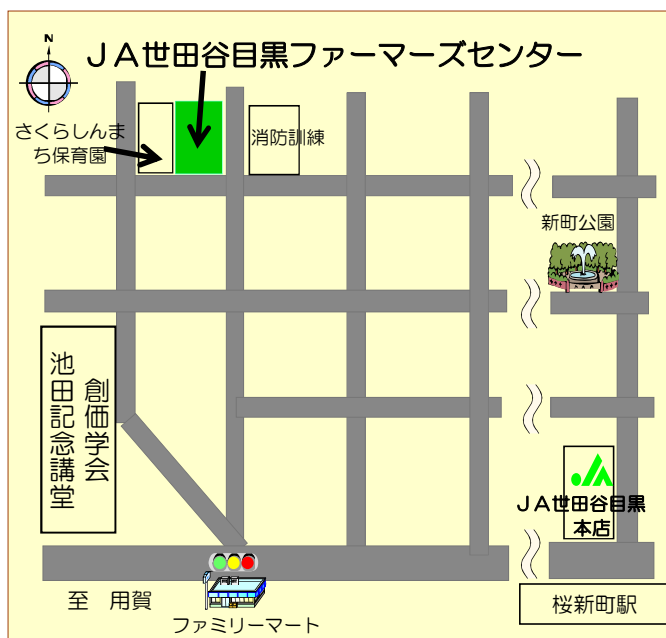 N
JA世田谷目黒ファーマーズセンター
さくらしんま
ち保育園
消防訓練
新町公園
創価学会
池田記念講堂
JA世田谷目黒
本店
至 用賀
桜新町駅
ファミリーマート